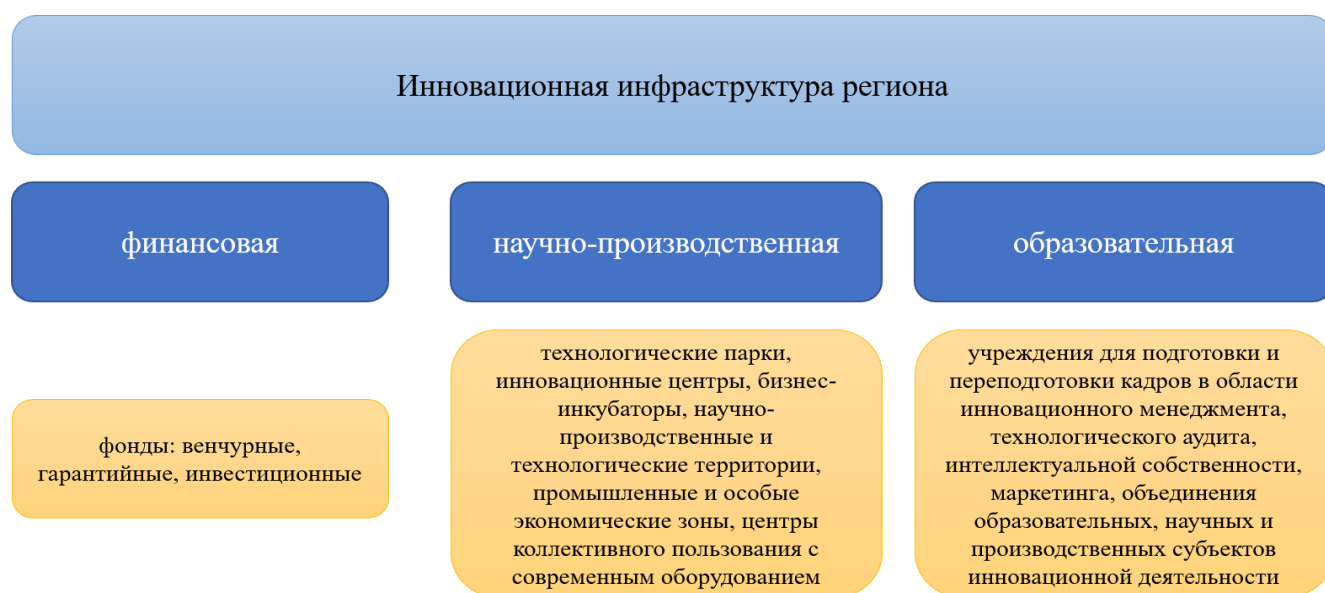 Инновационная инфраструктура региона
финансовая
научно-производственная
образовательная
фонды: венчурные,
гарантийные, инвестиционные
технологические парки,
инновационные центры, бизнес-
инкубаторы, научно-
производственные и
технологические территории,
промышленные и особые
экономические зоны, центры
коллективного пользования с
современным оборудованием
учреждения для подготовки и
переподготовки кадров в области
инновационного менеджмента,
технологического аудита,
интеллектуальной собственности,
маркетинга, объединения
образовательных, научных и
производственных субъектов
инновационной деятельности